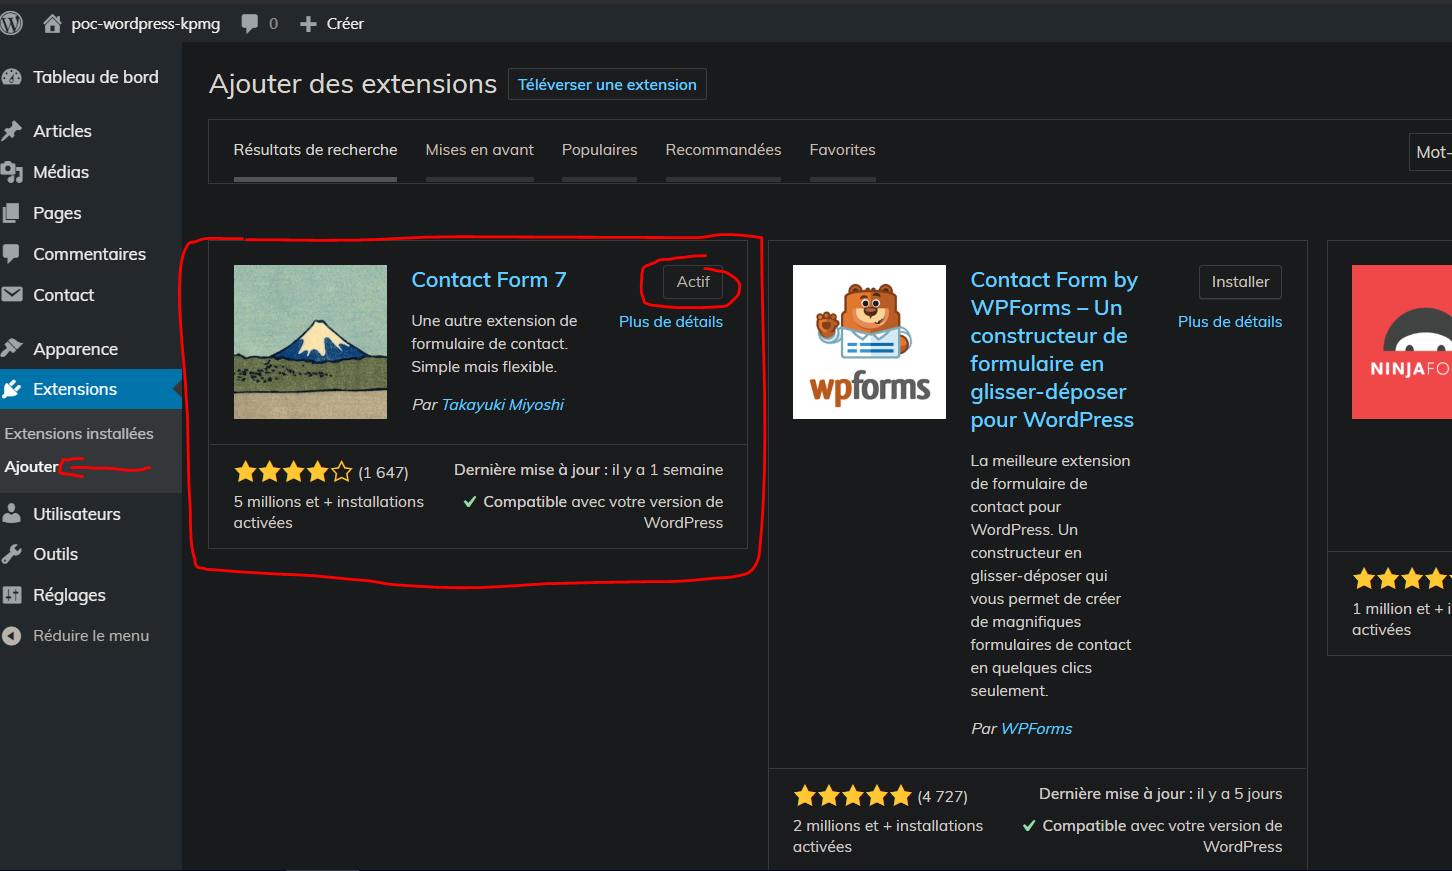 poc-wordpress-kpmg 0 Créer
Tableau de bord
Articles
Médias
Pages
Commentaires
Contact
Apparence
Extensions
Extensions installées
Ajouter
Utilisateurs
Outils
Réglages
Réduire le menu
Ajouter des extensions Téléverser une extension
Résultats de recherche Mises en avant Populaires Recommandées Favorites Mot-
Contact Form 7
Actif
Plus de détails
Une autre extension de
formulaire de contact.
Simple mais flexible.
Par Takayuki Miyoshi
(1 647)
5 millions et + installations
activées
Dernière mise à jour : il y a 1 semaine
Compatible avec votre version de
WordPress
wpforms
Contact Form by
WPForms – Un
constructeur de
formulaire en
glisser-déposer
pour WordPress
Installer
Plus de détails
La meilleure extension
de formulaire de
contact pour
WordPress. Un
constructeur en
glisser-déposer qui
vous permet de créer
de magnifiques
formulaires de contact
en quelques clics
seulement.
Par WPForms
(4 727)
2 millions et + installations
activées
Dernière mise à jour : il y a 5 jours
Compatible avec votre version de
WordPress
NINJAFO
1 million et + i
activées